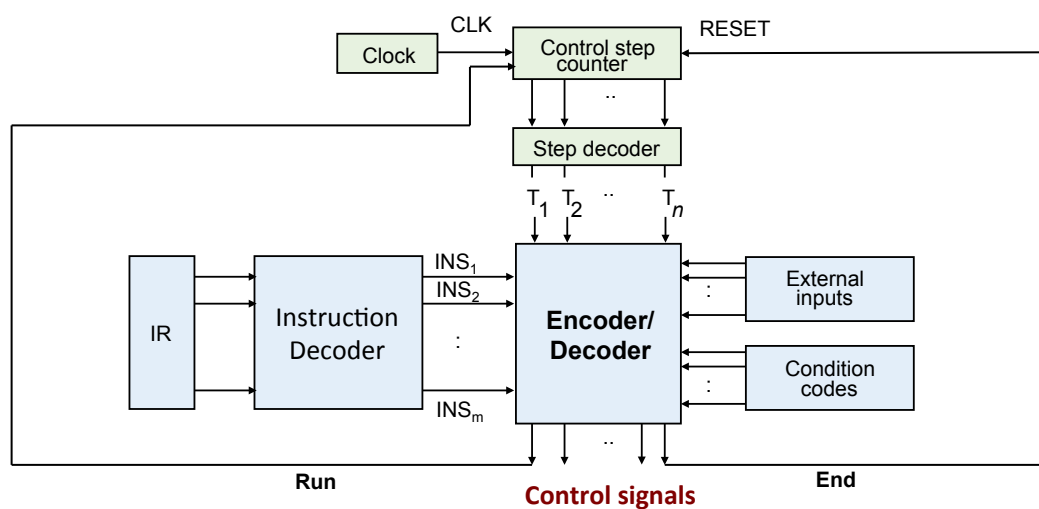 CLK
RESET
Clock
Control step
counter
..
Step decoder
T1 T2 .. Tn
IR
Instruction
Decoder
INS1
INS2
:
INSm
Encoder/
Decoder
:
External
inputs
:
Condition
codes
..
Run
End
Control signals